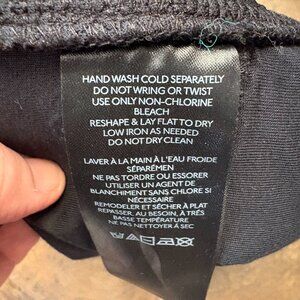 HAND WASH COLD SEPARATELY
DO NOT WRING OR TWIST
USE ONLY NON-CHLORINE
BLEACH
RESHAPE & LAY FLAT TO DRY
LOW IRON AS NEEDED
DO NOT DRY CLEAN
LAVER À LA MAIN À L'EAU FROIDE
SÉPARÉMEN
NE PAS TORDRE OU ESSORER
UTILISER UN AGENT DE
BLANCHIMENT SANS CHLORE SI
NÉCESSAIRE
REMODELER ET SÉCHER À PLAT
REPASSER, AU BESOIN, À TRÈS
BASSE TEMPÉRATURE
NE PAS NETTOYER À SEC